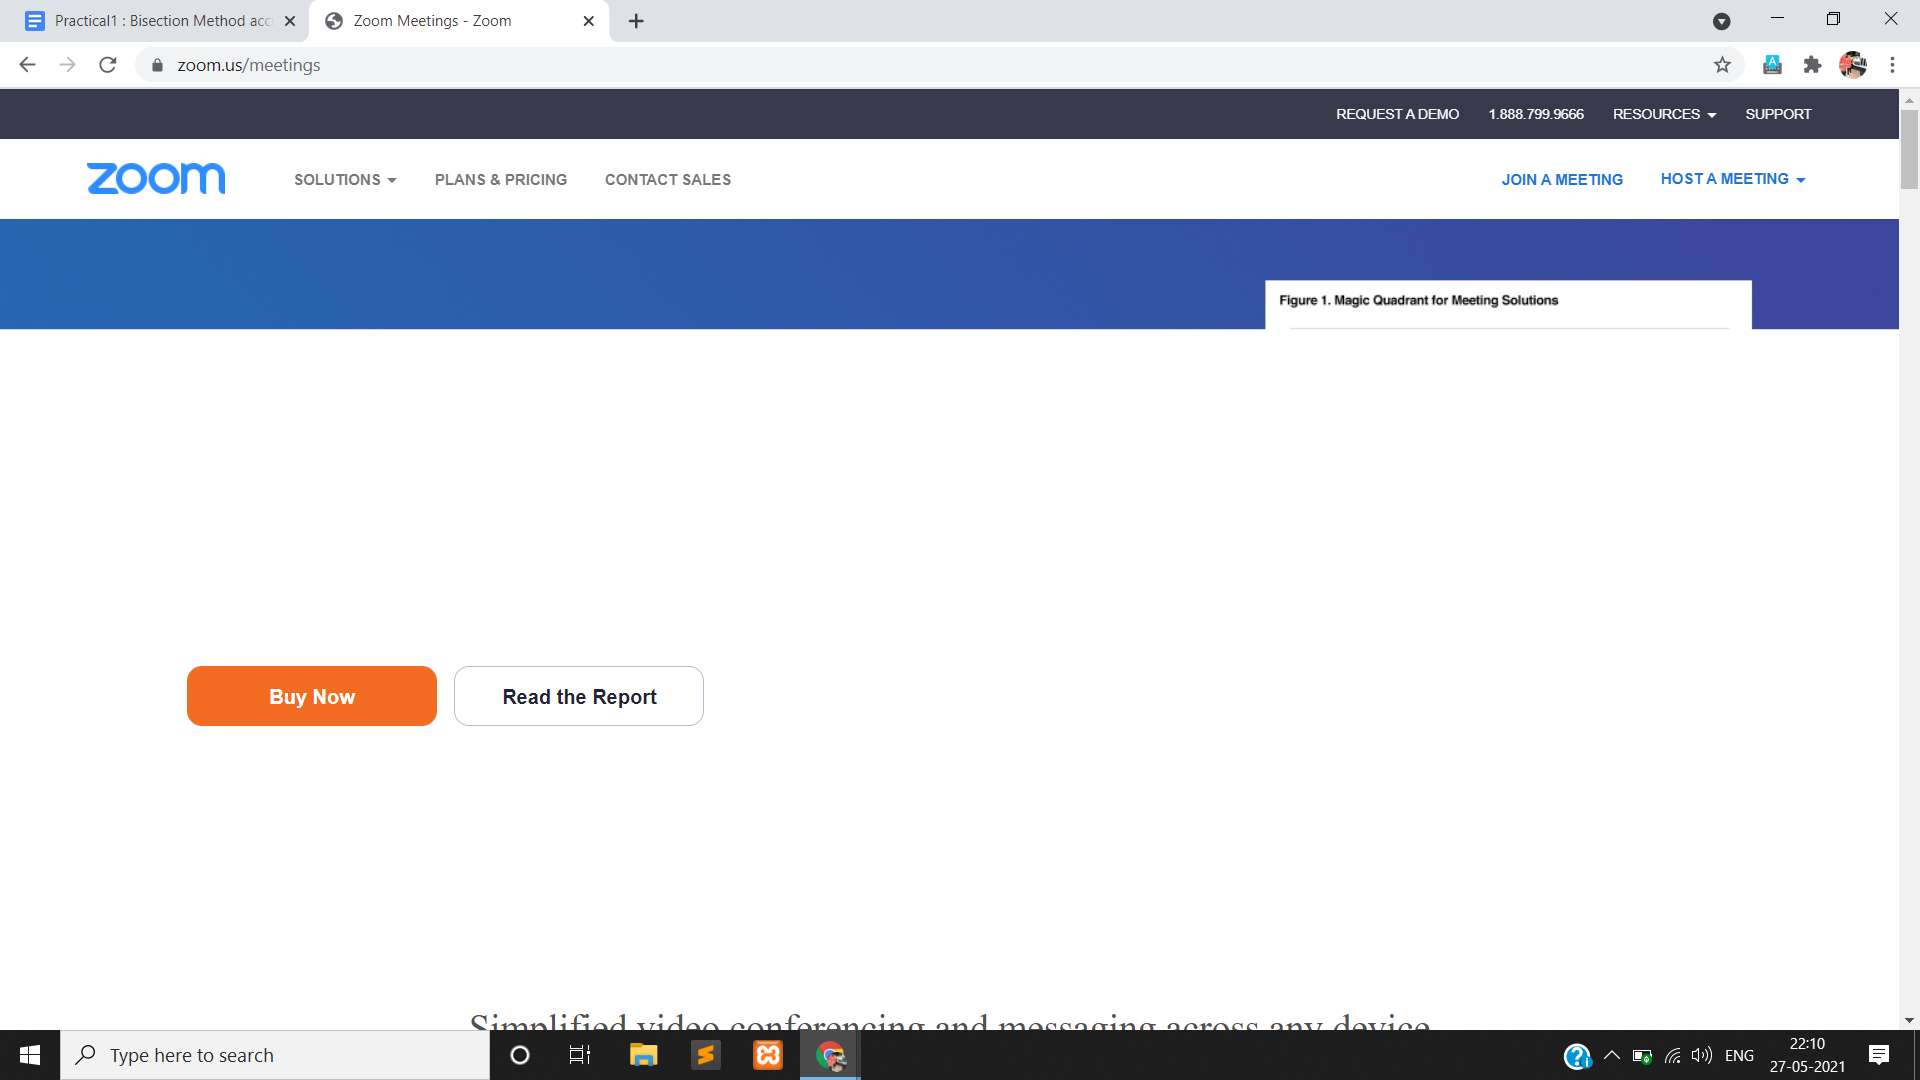 Practical1 : Bisection Method acc
Zoom Meetings - Zoom
zoom.us/meetings
REQUEST A DEMO
1.888.799.9666
RESOURCES
SUPPORT
zoom
SOLUTIONS
PLANS & PRICING
CONTACT SALES
JOIN A MEETING
HOST A MEETING
Figure 1. Magic Quadrant for Meeting Solutions
Buy Now
Read the Report
Simplified video conferencing and messaging across any device
Type here to search
ENG
22:10
27-05-2021